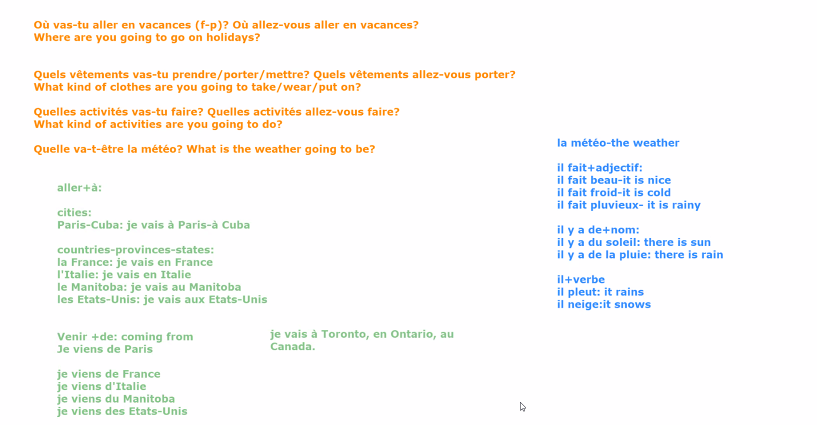 Où vas-tu aller en vacances (f-p)? Où allez-vous aller en vacances?
Where are you going to go on holidays?
Quels vêtements vas-tu prendre/porter/mettre? Quels vêtements allez-vous porter?
What kind of clothes are you going to take/wear/put on?
Quelles activités vas-tu faire? Quelles activités allez-vous faire?
What kind of activities are you going to do?
Quelle va-t-être la météo? What is the weather going to be?
aller+à:
cities:
Paris-Cuba: je vais à Paris-à Cuba
countries-provinces-states:
la France: je vais en France
l'Italie: je vais en Italie
le Manitoba: je vais au Manitoba
les Etats-Unis: je vais aux Etats-Unis
Venir +de: coming from
Je viens de Paris
je viens de France
je viens d'Italie
je viens du Manitoba
je viens des Etats-Unis
je vais à Toronto, en Ontario, au
Canada.
la météo-the weather
il fait+adjectif:
il fait beau-it is nice
il fait froid-it is cold
il fait pluvieux- it is rainy
il y a de+nom:
il y a du soleil: there is sun
il y a de la pluie: there is rain
il+verbe
il pleut: it rains
il neige:it snows